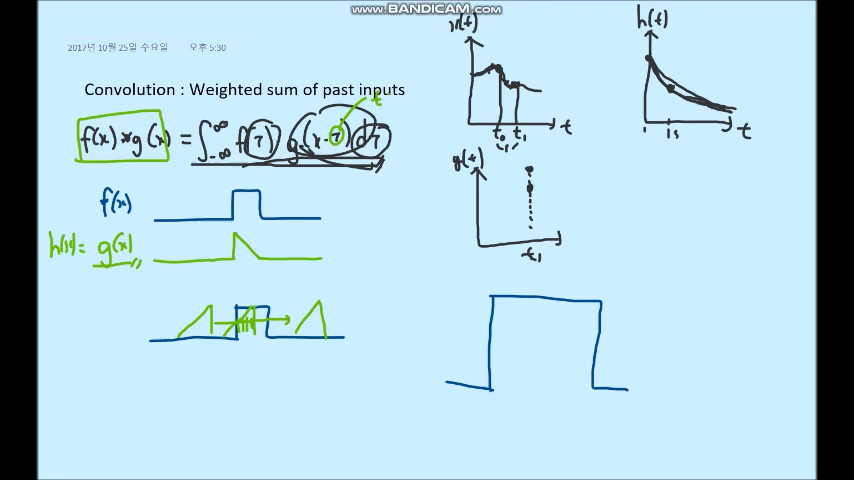 www.BANDICAM.com
2017년 10월 25일 수요일 오후 5:30
Convolution : Weighted sum of past inputs
t
f(x) * g(x) = ∫_{-∞}^{∞} f(τ) g(x-τ) dτ
f(x)
h(x) = g(x)
x(t)
t₀ t₁ t
h(t)
1s t
y(t)
t₁